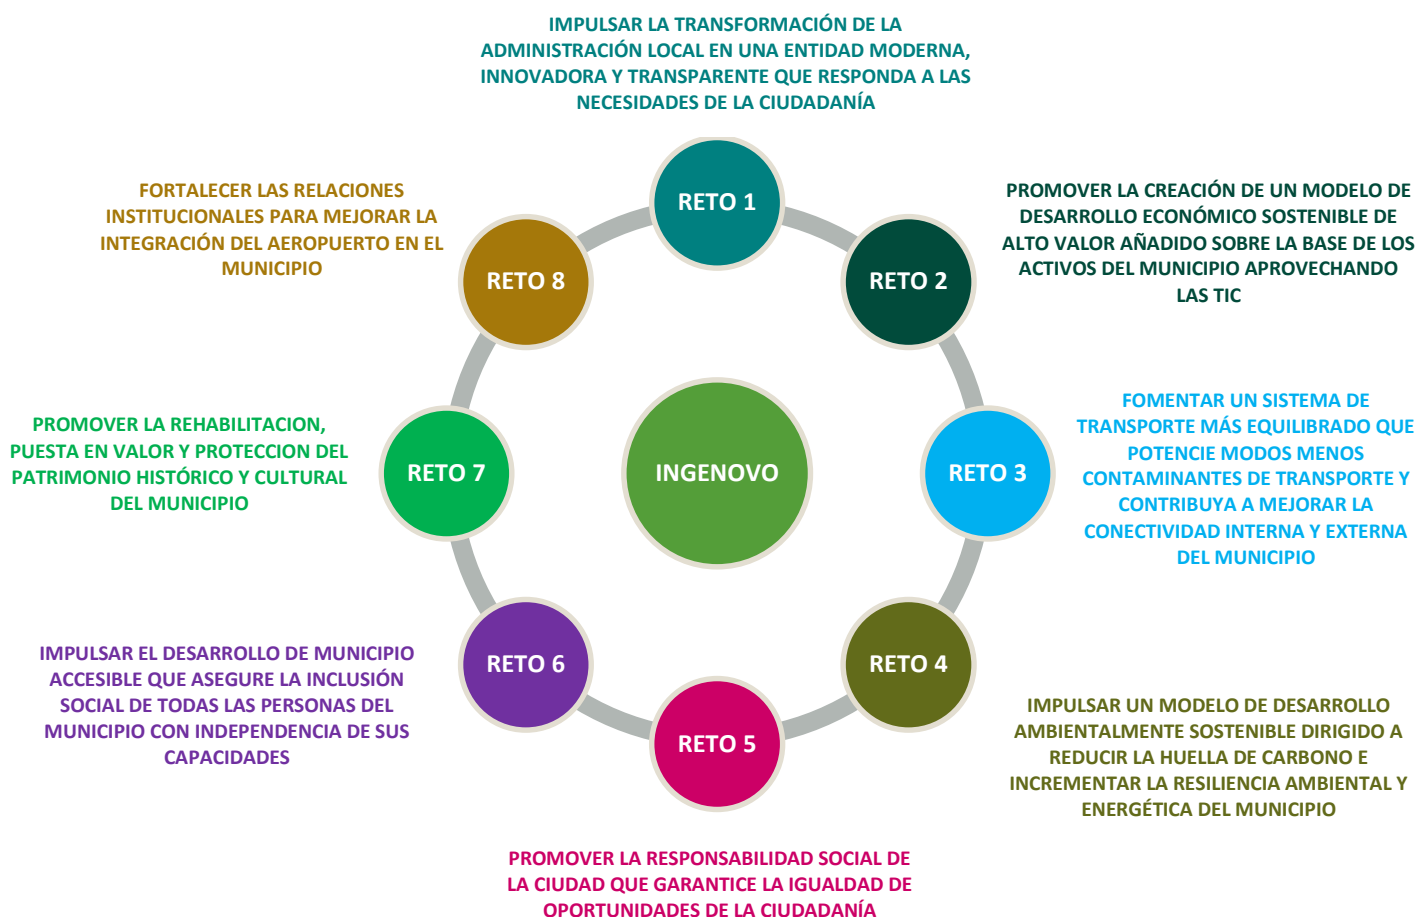 IMPULSAR LA TRANSFORMACIÓN DE LA
ADMINISTRACIÓN LOCAL EN UNA ENTIDAD MODERNA,
INNOVADORA Y TRANSPARENTE QUE RESPONDA A LAS
NECESIDADES DE LA CIUDADANÍA
RETO 1
PROMOVER LA CREACIÓN DE UN MODELO DE
DESARROLLO ECONÓMICO SOSTENIBLE DE
ALTO VALOR AÑADIDO SOBRE LA BASE DE LOS
ACTIVOS DEL MUNICIPIO APROVECHANDO
LAS TIC
RETO 2
FOMENTAR UN SISTEMA DE
TRANSPORTE MÁS EQUILIBRADO QUE
POTENCIE MODOS MENOS
CONTAMINANTES DE TRANSPORTE Y
CONTRIBUYA A MEJORAR LA
CONECTIVIDAD INTERNA Y EXTERNA
DEL MUNICIPIO
RETO 3
IMPULSAR UN MODELO DE DESARROLLO
AMBIENTALMENTE SOSTENIBLE DIRIGIDO A
REDUCIR LA HUELLA DE CARBONO E
INCREMENTAR LA RESILIENCIA AMBIENTAL Y
ENERGÉTICA DEL MUNICIPIO
RETO 4
RETO 5
PROMOVER LA RESPONSABILIDAD SOCIAL DE
LA CIUDAD QUE GARANTICE LA IGUALDAD DE
OPORTUNIDADES DE LA CIUDADANÍA
RETO 6
IMPULSAR EL DESARROLLO DE MUNICIPIO
ACCESIBLE QUE ASEGURE LA INCLUSIÓN
SOCIAL DE TODAS LAS PERSONAS DEL
MUNICIPIO CON INDEPENDENCIA DE SUS
CAPACIDADES
RETO 7
PROMOVER LA REHABILITACION,
PUESTA EN VALOR Y PROTECCION DEL
PATRIMONIO HISTÓRICO Y CULTURAL
DEL MUNICIPIO
RETO 8
FORTALECER LAS RELACIONES
INSTITUCIONALES PARA MEJORAR LA
INTEGRACIÓN DEL AEROPUERTO EN EL
MUNICIPIO
INGENOVO